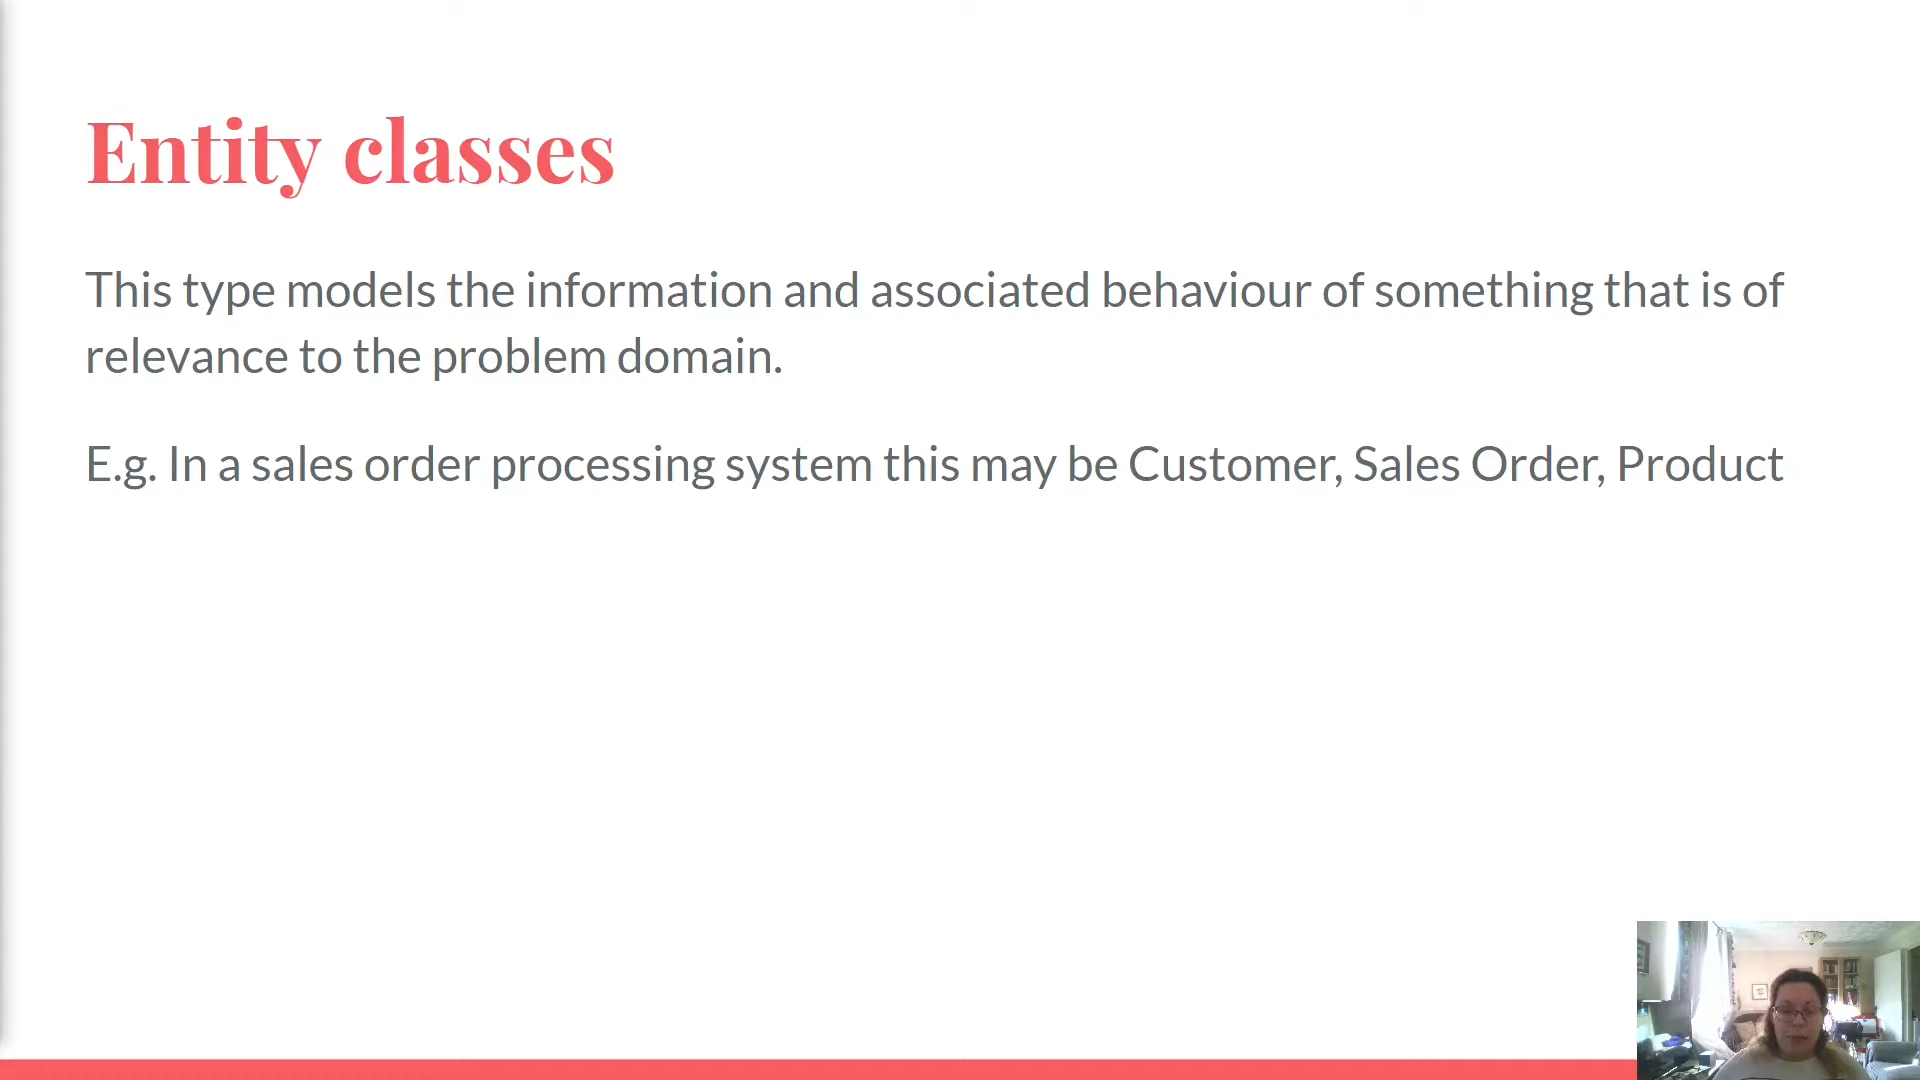 Entity classes
This type models the information and associated behaviour of something that is of
relevance to the problem domain.
E.g. In a sales order processing system this may be Customer, Sales Order, Product